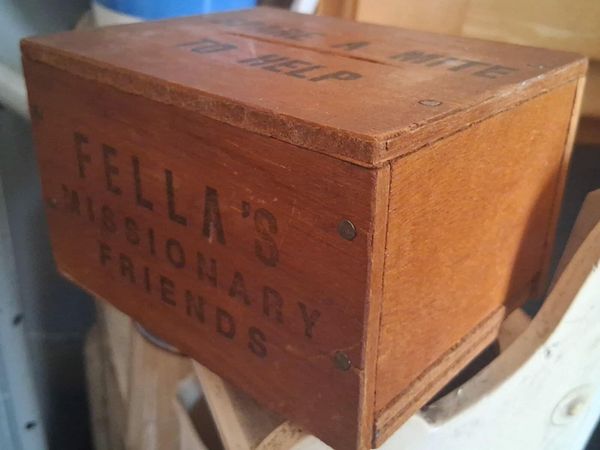 A MITE
TO HELP
FELLA'S
MISSIONARY
FRIENDS